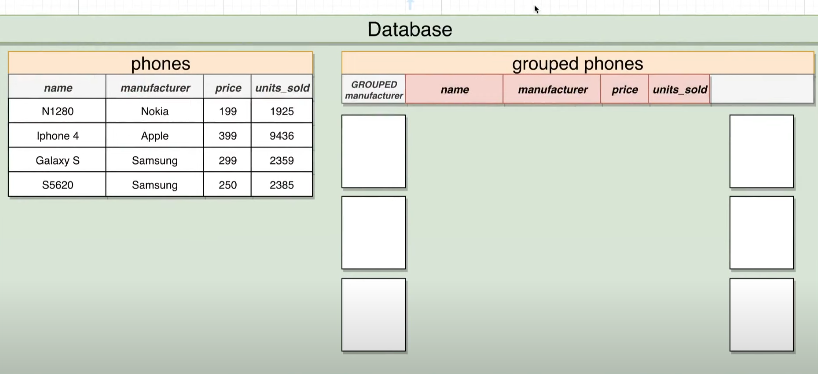 Database
phones
name manufacturer price units_sold
N1280 Nokia 199 1925
Iphone 4 Apple 399 9436
Galaxy S Samsung 299 2359
S5620 Samsung 250 2385
grouped phones
GROUPED
manufacturer
name manufacturer price units_sold